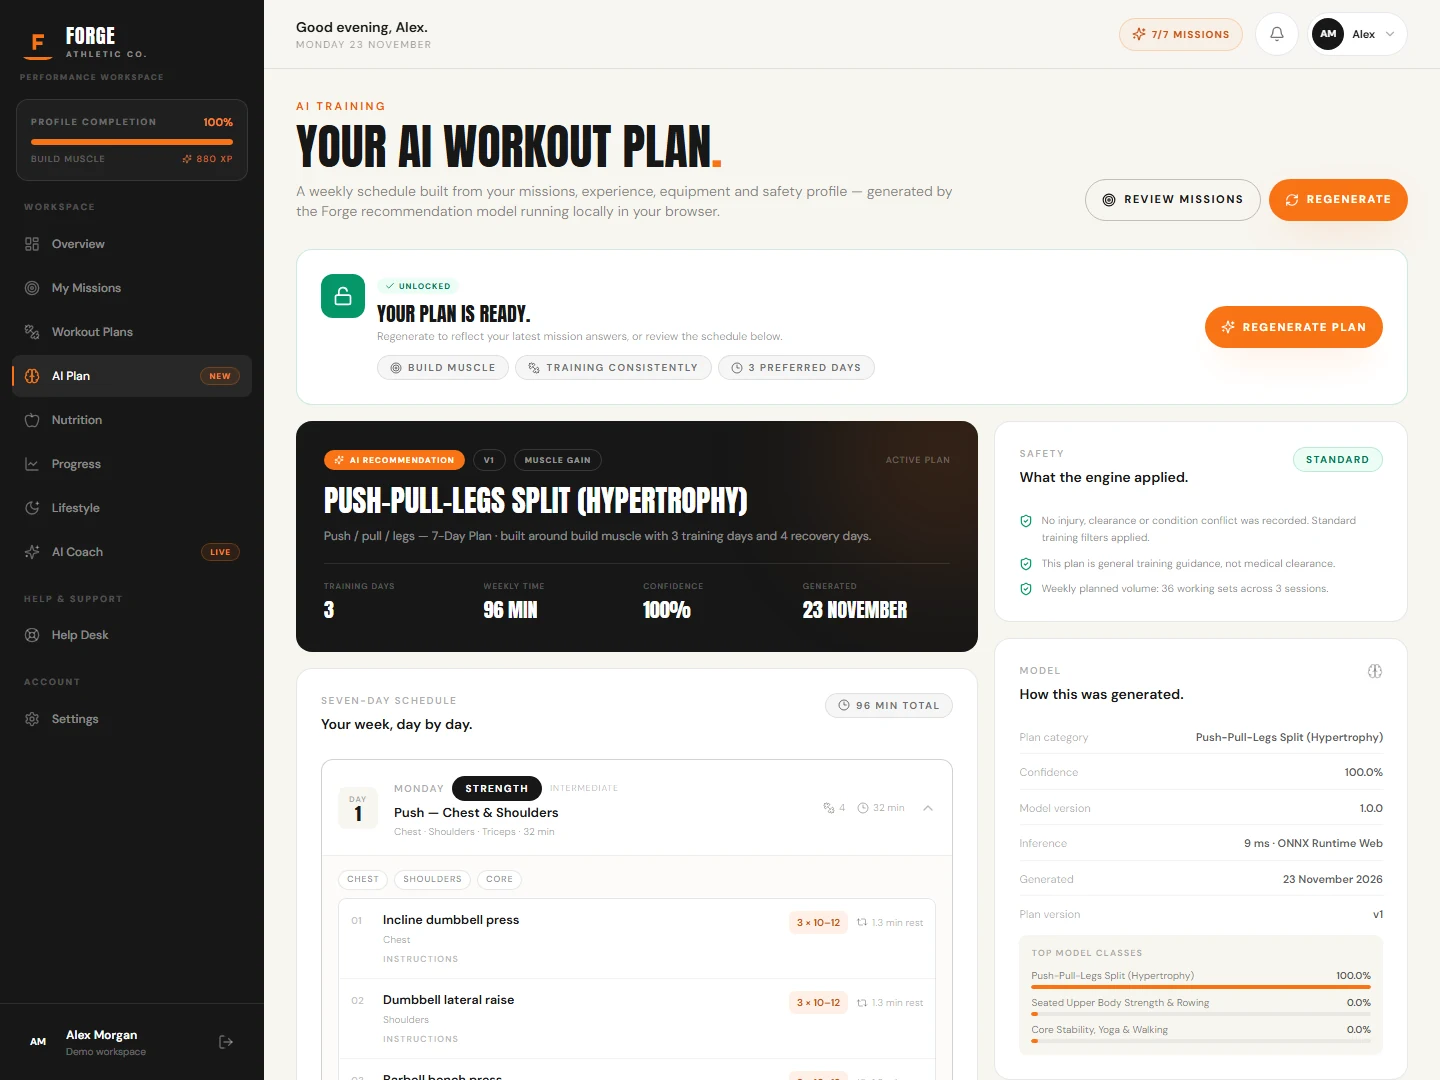 FORGE
ATHLETIC CO.
PERFORMANCE WORKSPACE
PROFILE COMPLETION
100%
BUILD MUSCLE
880 XP
WORKSPACE
Overview
My Missions
Workout Plans
AI Plan
NEW
Nutrition
Progress
Lifestyle
AI Coach
LIVE
HELP & SUPPORT
Help Desk
ACCOUNT
Settings
AM
Alex Morgan
Demo workspace
Good evening, Alex.
MONDAY 23 NOVEMBER
7/7 MISSIONS
AM
Alex
AI TRAINING
YOUR AI WORKOUT PLAN.
A weekly schedule built from your missions, experience, equipment and safety profile — generated by
the Forge recommendation model running locally in your browser.
REVIEW MISSIONS
REGENERATE
UNLOCKED
YOUR PLAN IS READY.
Regenerate to reflect your latest mission answers, or review the schedule below.
BUILD MUSCLE
TRAINING CONSISTENTLY
3 PREFERRED DAYS
REGENERATE PLAN
AI RECOMMENDATION
V1
MUSCLE GAIN
ACTIVE PLAN
PUSH-PULL-LEGS SPLIT (HYPERTROPHY)
Push / pull / legs — 7-Day Plan · built around build muscle with 3 training days and 4 recovery days.
TRAINING DAYS
3
WEEKLY TIME
96 MIN
CONFIDENCE
100%
GENERATED
23 NOVEMBER
SEVEN-DAY SCHEDULE
Your week, day by day.
96 MIN TOTAL
DAY
1
MONDAY
STRENGTH
INTERMEDIATE
Push — Chest & Shoulders
Chest · Shoulders · Triceps · 32 min
4
32 min
CHEST
SHOULDERS
CORE
01
Incline dumbbell press
Chest
INSTRUCTIONS
3 × 10–12
1.3 min rest
02
Dumbbell lateral raise
Shoulders
INSTRUCTIONS
3 × 10–12
1.3 min rest
03
Barbell bench press
SAFETY
What the engine applied.
STANDARD
No injury, clearance or condition conflict was recorded. Standard
training filters applied.
This plan is general training guidance, not medical clearance.
Weekly planned volume: 36 working sets across 3 sessions.
MODEL
How this was generated.
Plan category
Push-Pull-Legs Split (Hypertrophy)
Confidence
100.0%
Model version
1.0.0
Inference
9 ms · ONNX Runtime Web
Generated
23 November 2026
Plan version
v1
TOP MODEL CLASSES
Push-Pull-Legs Split (Hypertrophy)
100.0%
Seated Upper Body Strength & Rowing
0.0%
Core Stability, Yoga & Walking
0.0%